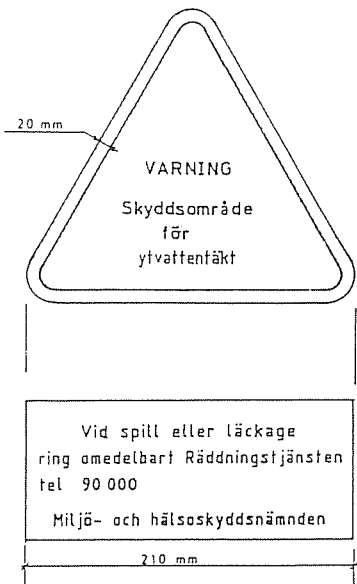 20 mm
VARNING
Skyddsområde
för
ytvattentäkt
Vid spill eller läckage
ring omedelbart Räddningstjänsten
tel 90 000
Miljö- och hälsoskyddsnämnden
210 mm